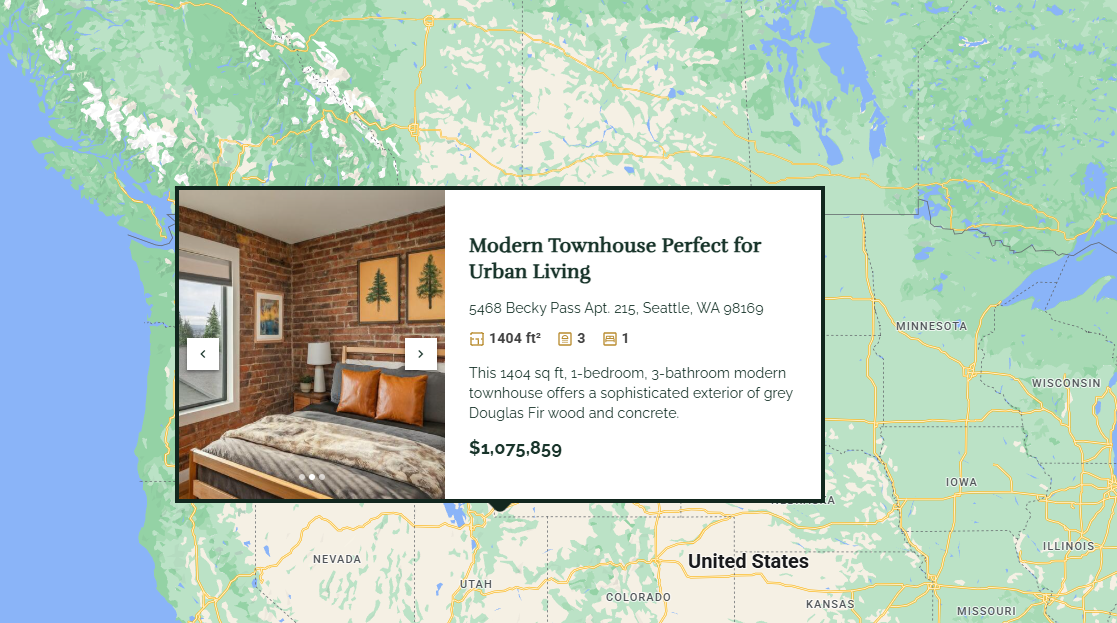 Modern Townhouse Perfect for
Urban Living
5468 Becky Pass Apt. 215, Seattle, WA 98169
1404 ft² 3 1
This 1404 sq ft, 1-bedroom, 3-bathroom modern
townhouse offers a sophisticated exterior of grey
Douglas Fir wood and concrete.
$1,075,859
MINNESOTA
WISCONSIN
IOWA
ILLINOIS
NEVADA
United States
UTAH
COLORADO
KANSAS
MISSOURI